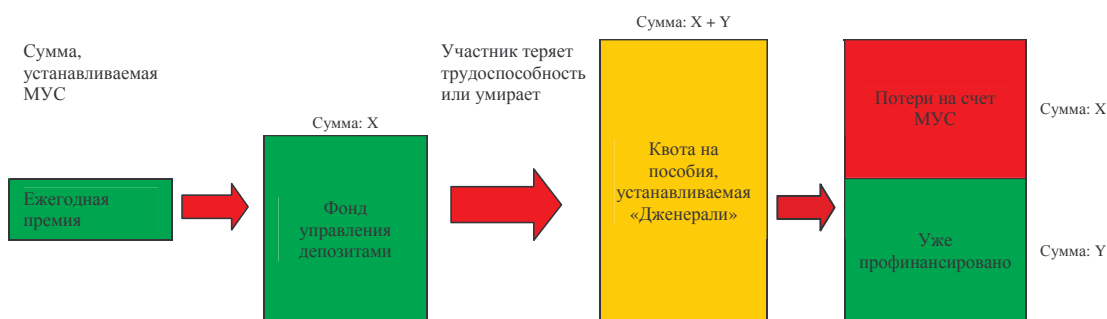 Сумма,
устанавливаемая
МУС
Ежегодная
премия
Сумма: X
Фонд
управления
депозитами
Участник теряет
трудоспособность
или умирает
Сумма: X + Y
Квота на
пособия,
устанавливаемая
«Дженерали»
Потери на счет
МУС
Сумма: X
Уже
профинансировано
Сумма: Y